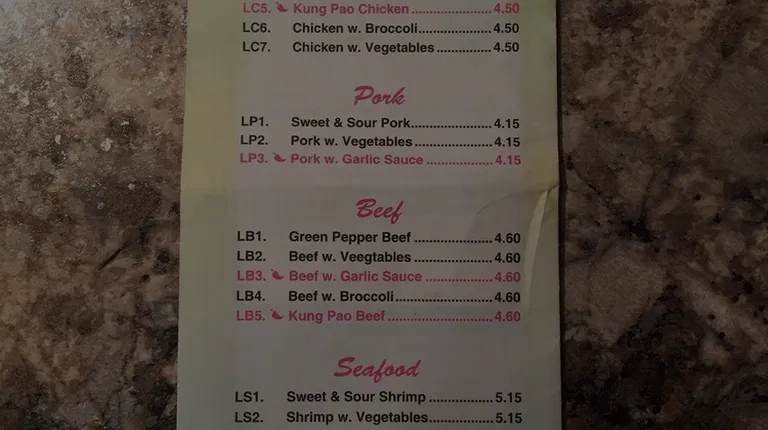 LC5. Kung Pao Chicken ..................... 4.50
LC6. Chicken w. Broccoli................... 4.50
LC7. Chicken w. Vegetables ............... 4.50
Pork
LP1. Sweet & Sour Pork..................... 4.15
LP2. Pork w. Vegetables .................... 4.15
LP3. Pork w. Garlic Sauce ................. 4.15
Beef
LB1. Green Pepper Beef .................... 4.60
LB2. Beef w. Veegtables .................... 4.60
LB3. Beef w. Garlic Sauce .................. 4.60
LB4. Beef w. Broccoli......................... 4.60
LB5. Kung Pao Beef ........................... 4.60
Seafood
LS1. Sweet & Sour Shrimp ................. 5.15
LS2. Shrimp w. Vegetables................. 5.15